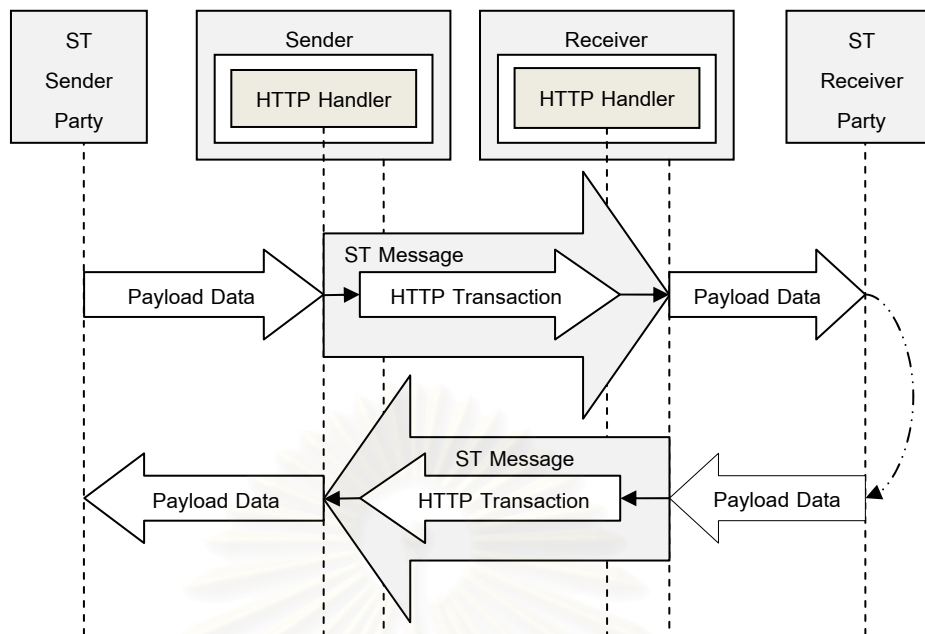 ST
Sender
Party
Sender
HTTP Handler
Receiver
HTTP Handler
ST
Receiver
Party
ST Message
Payload Data
HTTP Transaction
Payload Data
ST Message
Payload Data
HTTP Transaction
Payload Data